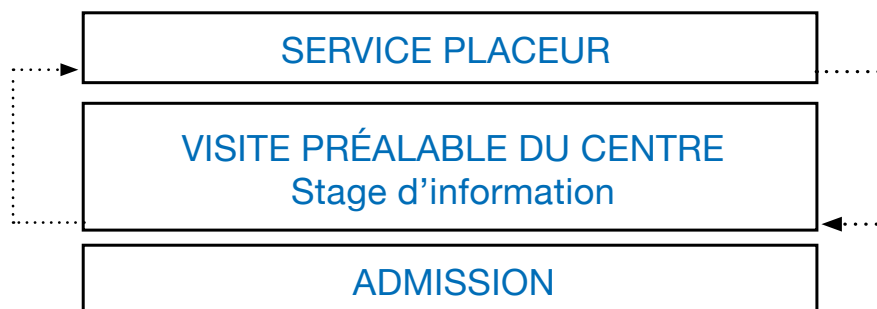 SERVICE PLACEUR
VISITE PRÉALABLE DU CENTRE
Stage d’information
ADMISSION